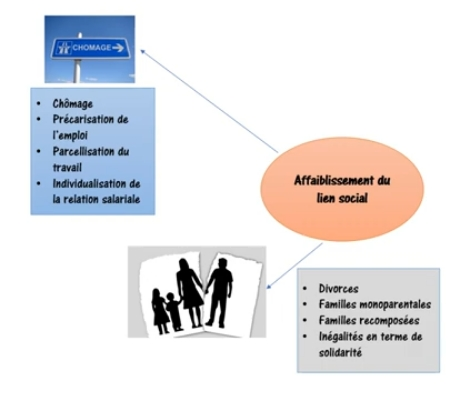 CHOMAGE
• Chômage
• Précarisation de
l'emploi
• Parcellisation du
travail
• Individualisation de
la relation salariale
Affaiblissement du
lien social
• Divorces
• Familles monoparentales
• Familles recomposées
• Inégalités en terme de
solidarité